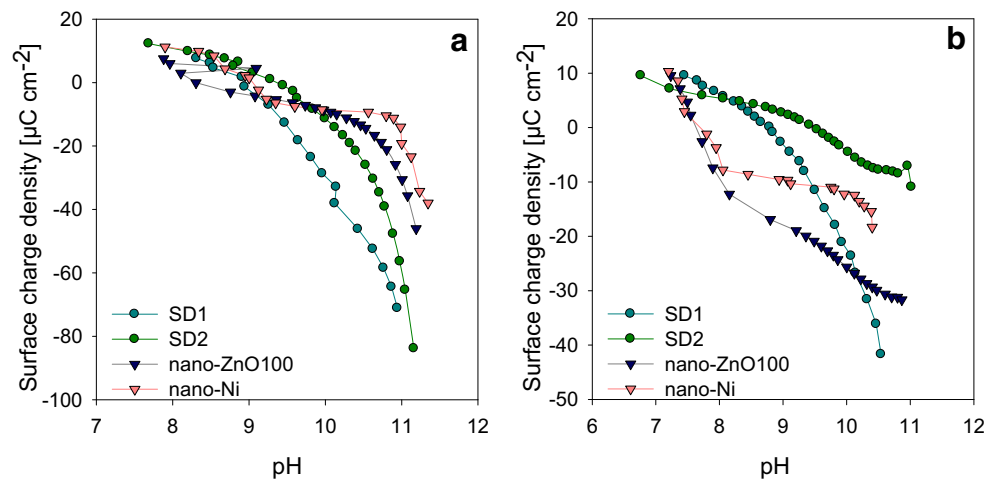 a
Surface charge density [µC cm-2]
20
0
-20
-40
-60
-80
-100
SD1
SD2
nano-ZnO100
nano-Ni
7
8
9
10
11
12
pH
b
Surface charge density [µC cm-2]
20
10
0
-10
-20
-30
-40
-50
SD1
SD2
nano-ZnO100
nano-Ni
6
7
8
9
10
11
12
pH